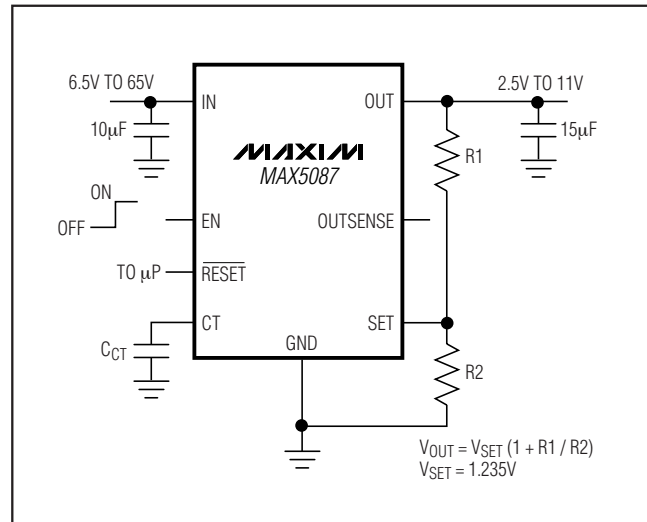 6.5V TO 65V
2.5V TO 11V
IN
OUT
10µF
15µF
R1
MAXIM
MAX5087
ON
OFF
EN
OUTSENSE
TO µP
RESET
CT
SET
C_CT
GND
R2
V_OUT = V_SET (1 + R1 / R2)
V_SET = 1.235V